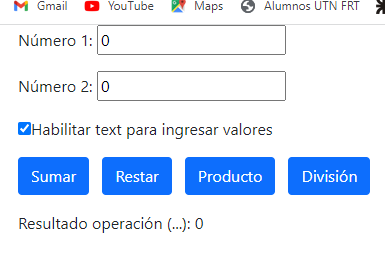 Gmail YouTube Maps Alumnos UTN FRT
Número 1: 0
Número 2: 0
Habilitar text para ingresar valores
Sumar Restar Producto División
Resultado operación (...): 0